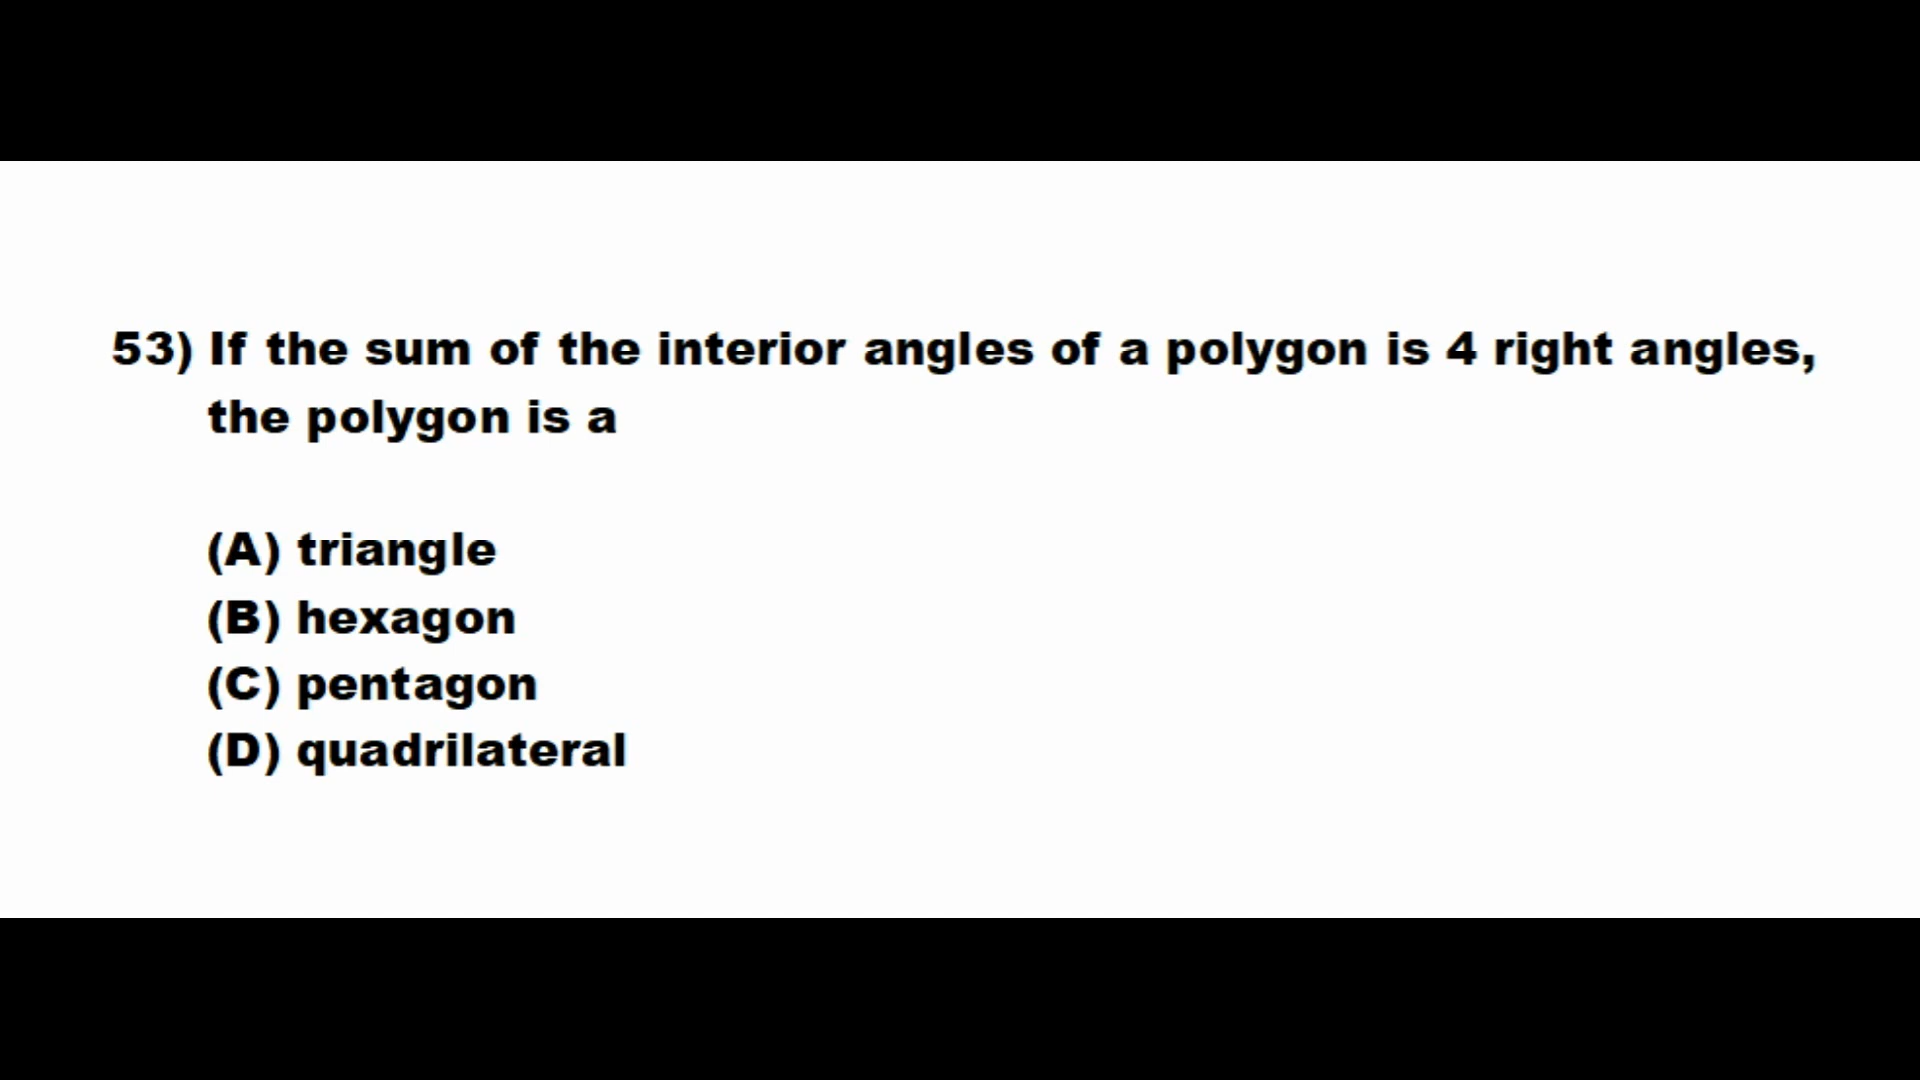 53) If the sum of the interior angles of a polygon is 4 right angles,
the polygon is a
(A) triangle
(B) hexagon
(C) pentagon
(D) quadrilateral